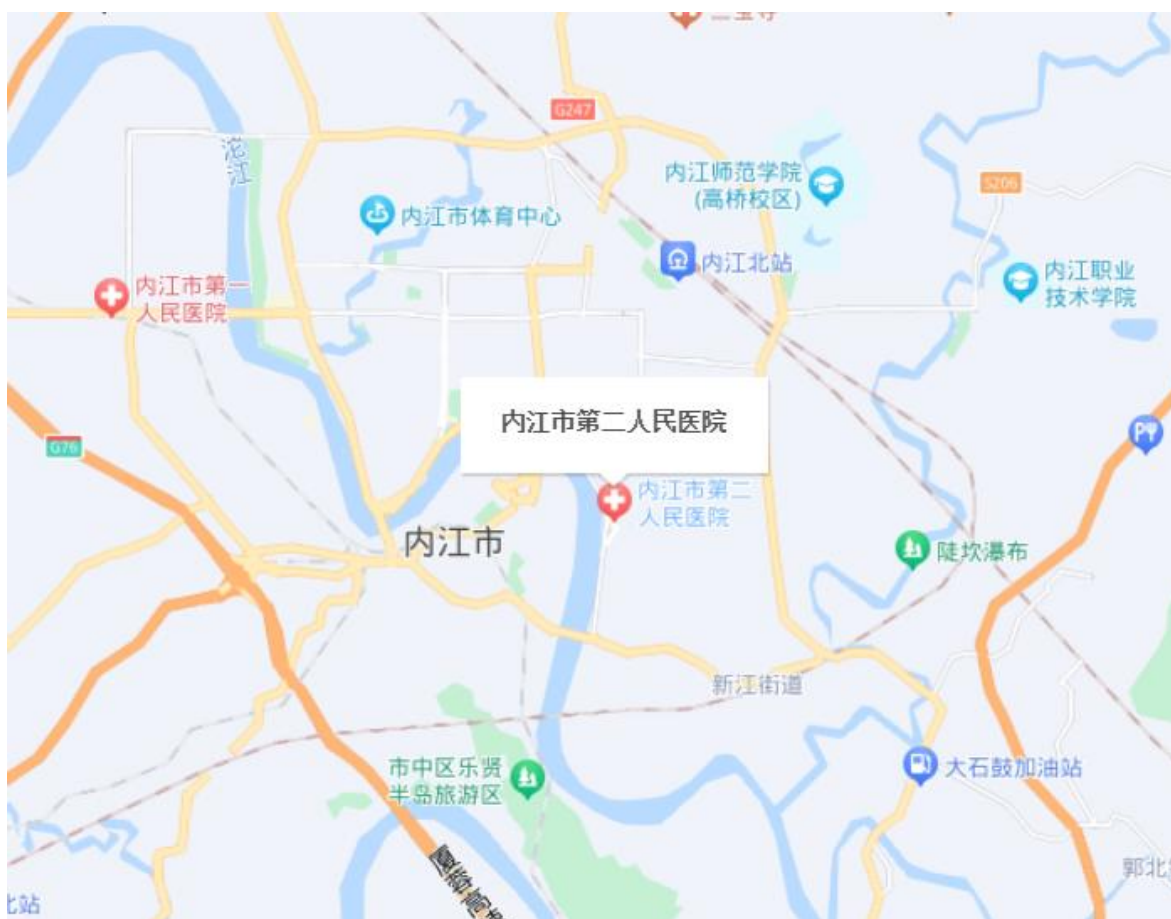 G247
沱江
内江师范学院
(高桥校区)
S206
内江市体育中心
内江北站
内江职业
技术学院
内江市第一
人民医院
内江市第二人民医院
G76
内江市第二
人民医院
内江市
陡坎瀑布
新江街道
市中区乐贤
半岛旅游区
大石鼓加油站
郭北
北站